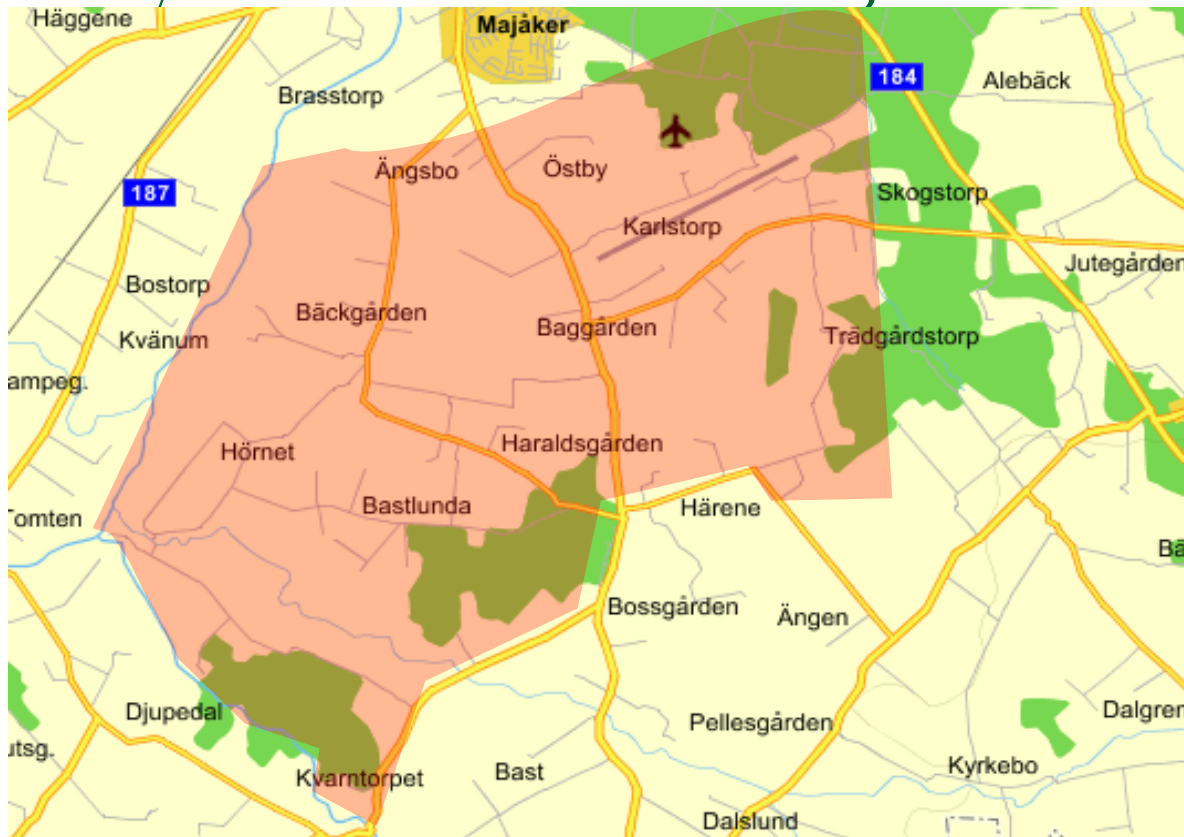 Häggene
Majåker
184
Alebäck
Brasstorp
Ängsbo
Östby
187
Skogstorp
Karlstorp
Jutegården
Bostorp
Bäckgården
Baggården
Trädgårdstorp
Kvänum
ampeg.
Haraldsgården
Hörnet
Bastlunda
Härene
Tomten
Bä
Bossgården
Ängen
Djupedal
Pellesgården
Dalgren
utsg.
Kyrkebo
Kvarntorpet
Bast
Dalslund